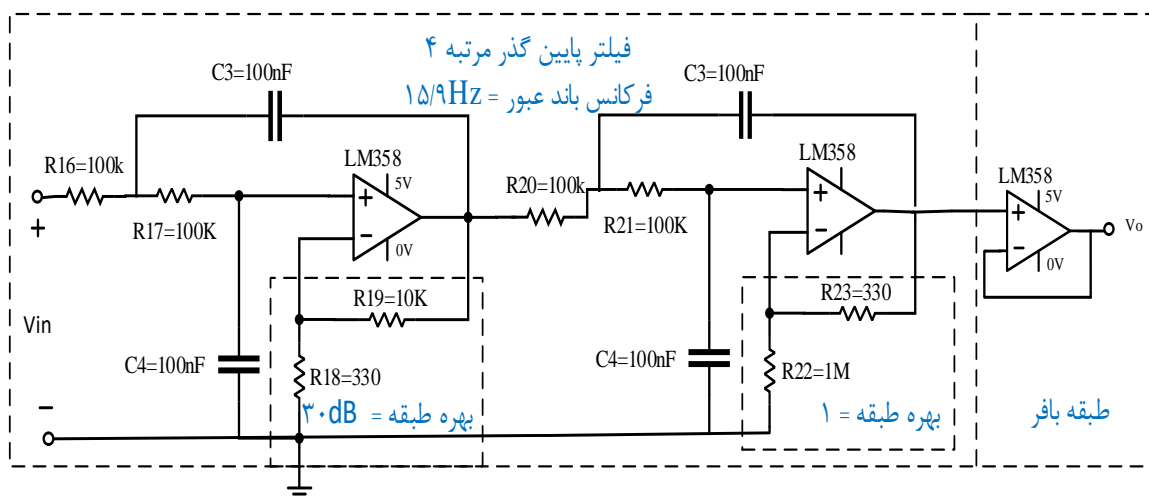 فیلتر پایین گذر مرتبه ۴
فرکانس باند عبور = ۱۵/۹Hz
C3=100nF
C3=100nF
R16=100k
R17=100K
LM358
5V
+
−
0V
R20=100k
R21=100K
LM358
+
−
LM358
5V
+
−
0V
Vo
+
Vin
−
R19=10K
R18=330
C4=100nF
بهره طبقه = ۳۰dB
R23=330
R22=1M
C4=100nF
بهره طبقه = ۱
طبقه بافر